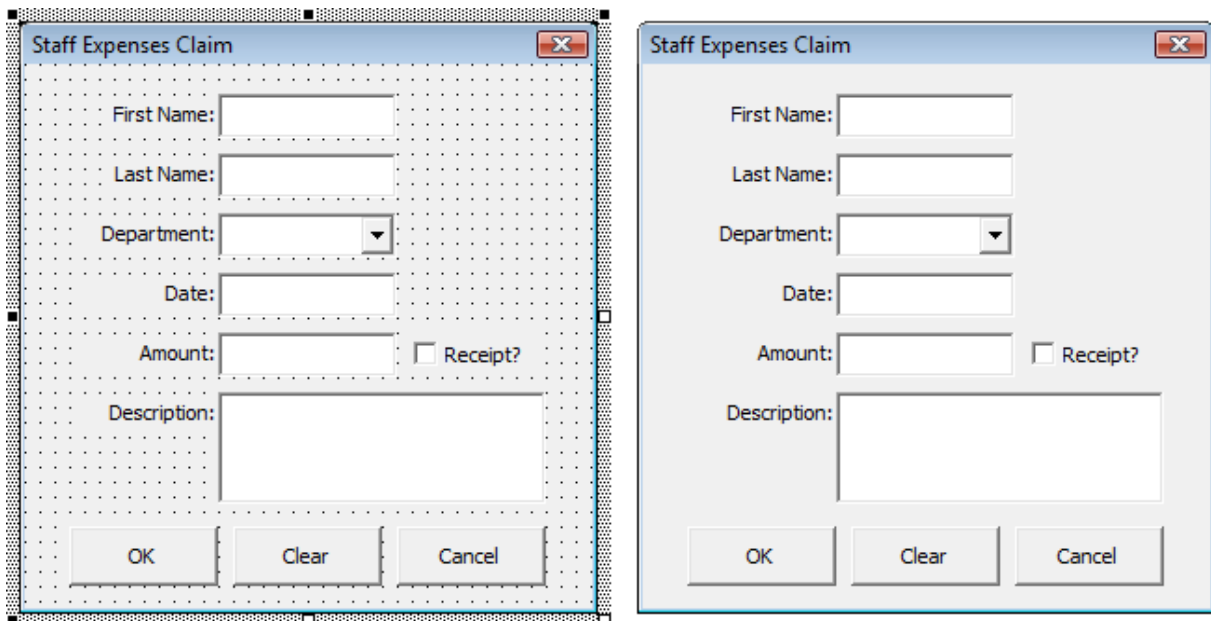 Staff Expenses Claim
First Name:
Last Name:
Department:
Date:
Amount:
Receipt?
Description:
OK
Clear
Cancel
Staff Expenses Claim
First Name:
Last Name:
Department:
Date:
Amount:
Receipt?
Description:
OK
Clear
Cancel